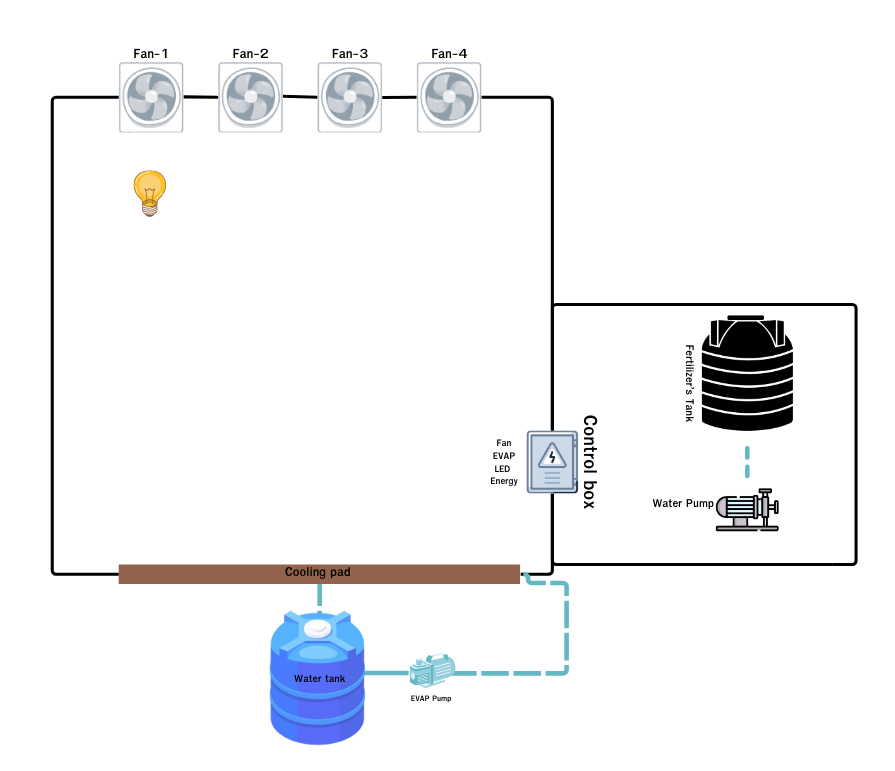 Fan-1
Fan-2
Fan-3
Fan-4
Fertilizer's Tank
Control box
Fan
EVAP
LED
Energy
Water Pump
Cooling pad
Water tank
EVAP Pump